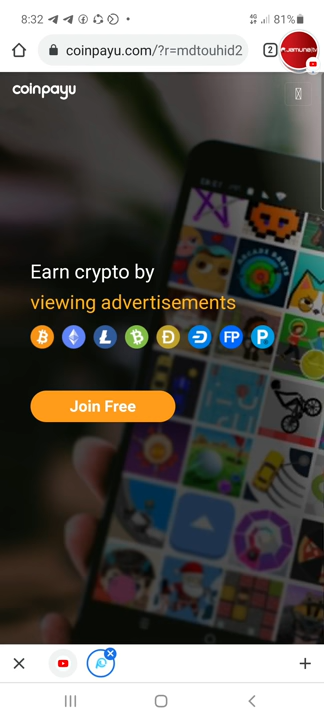 8:32
81%
coinpayu.com/?r=mdtouhid2
2
coinpayu
Earn crypto by
viewing advertisements
FP
Join Free